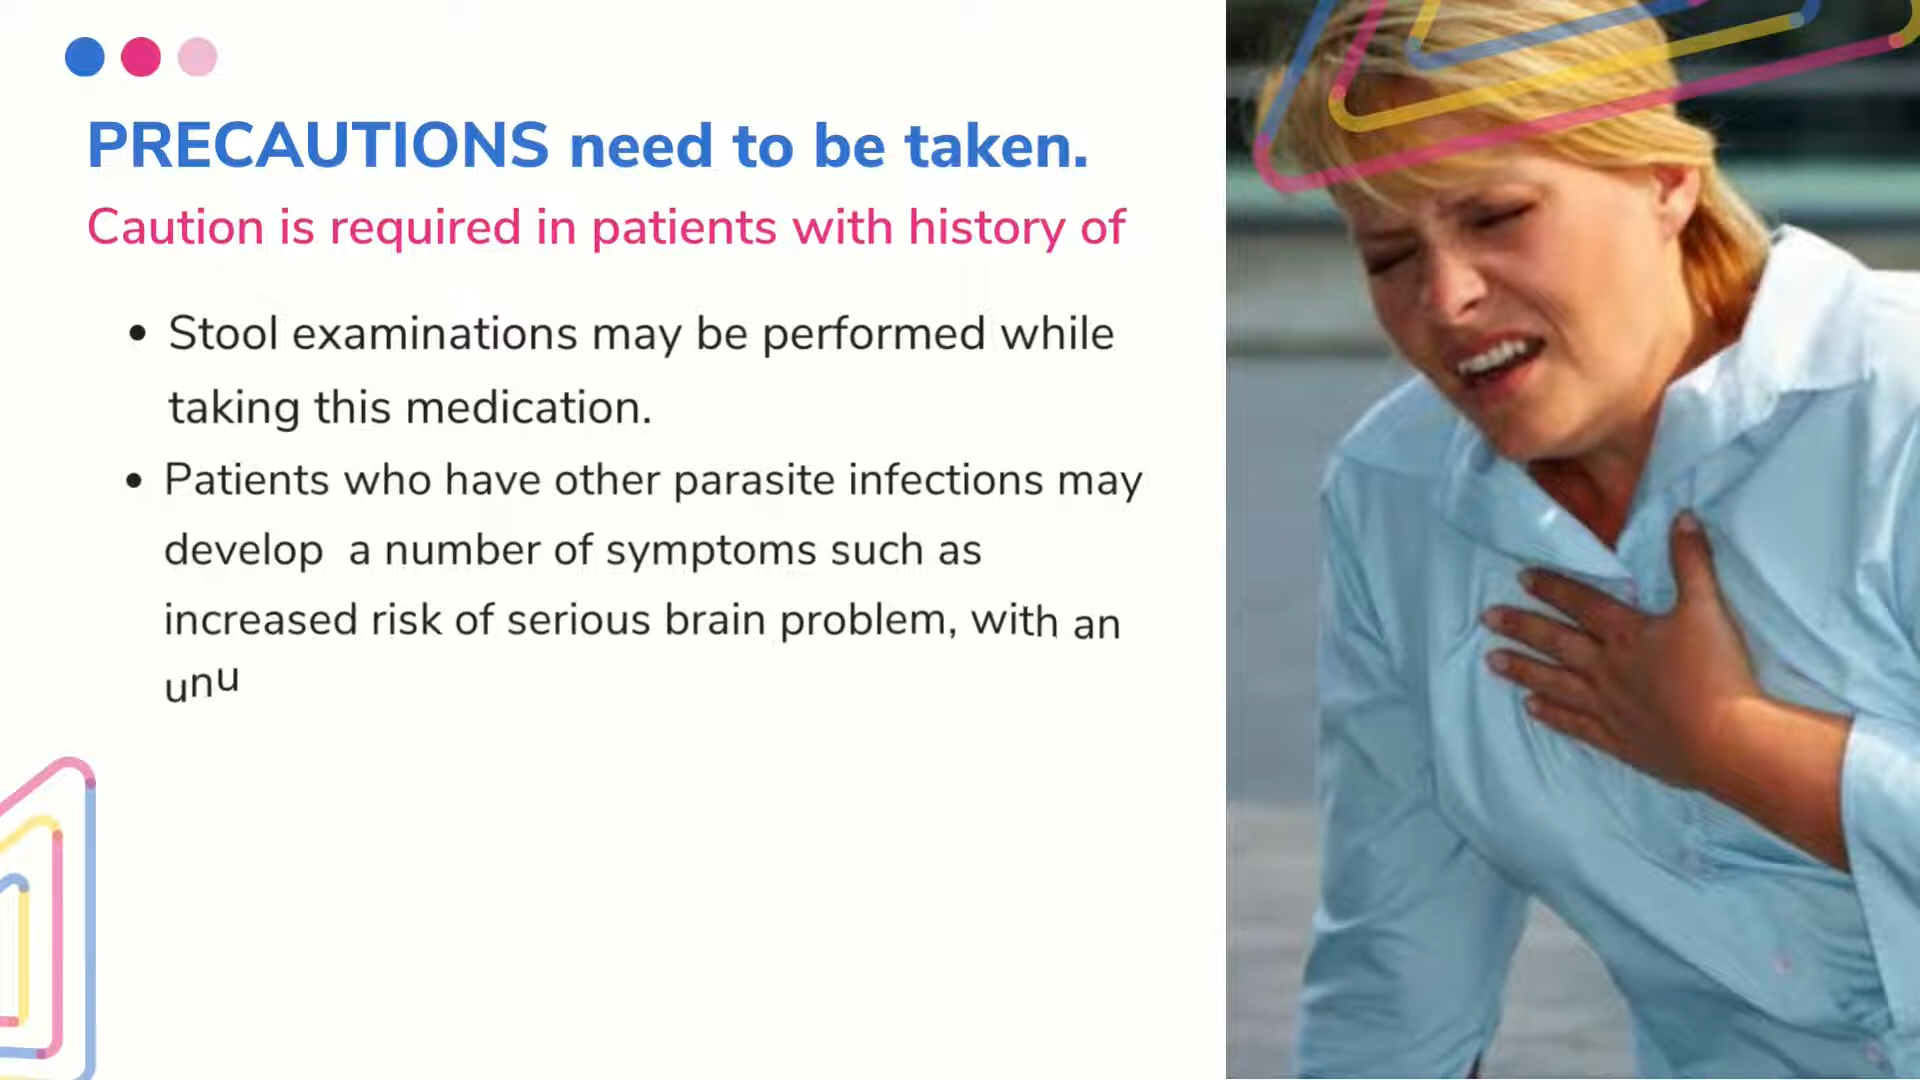 PRECAUTIONS need to be taken.
Caution is required in patients with history of
• Stool examinations may be performed while
taking this medication.
• Patients who have other parasite infections may
develop a number of symptoms such as
increased risk of serious brain problem, with an
unu